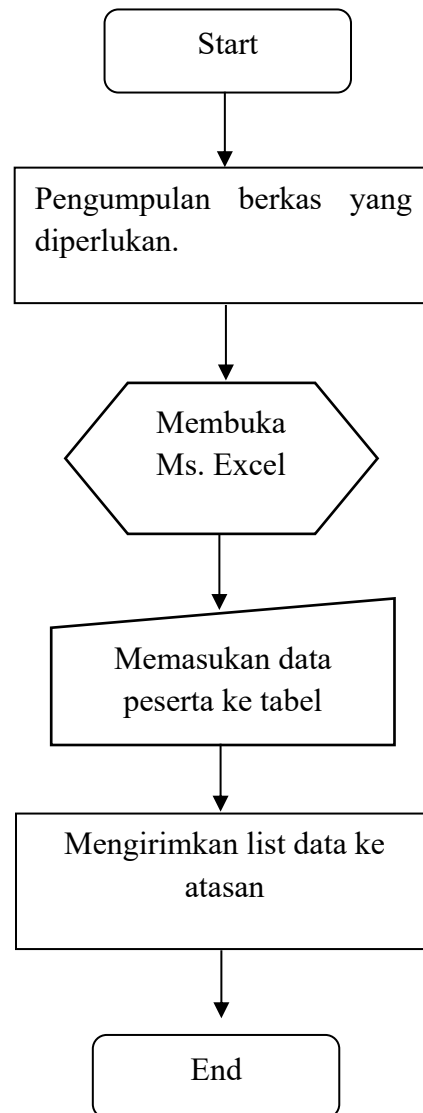 Start
Pengumpulan berkas yang
diperlukan.
Membuka
Ms. Excel
Memasukan data
peserta ke tabel
Mengirimkan list data ke
atasan
End